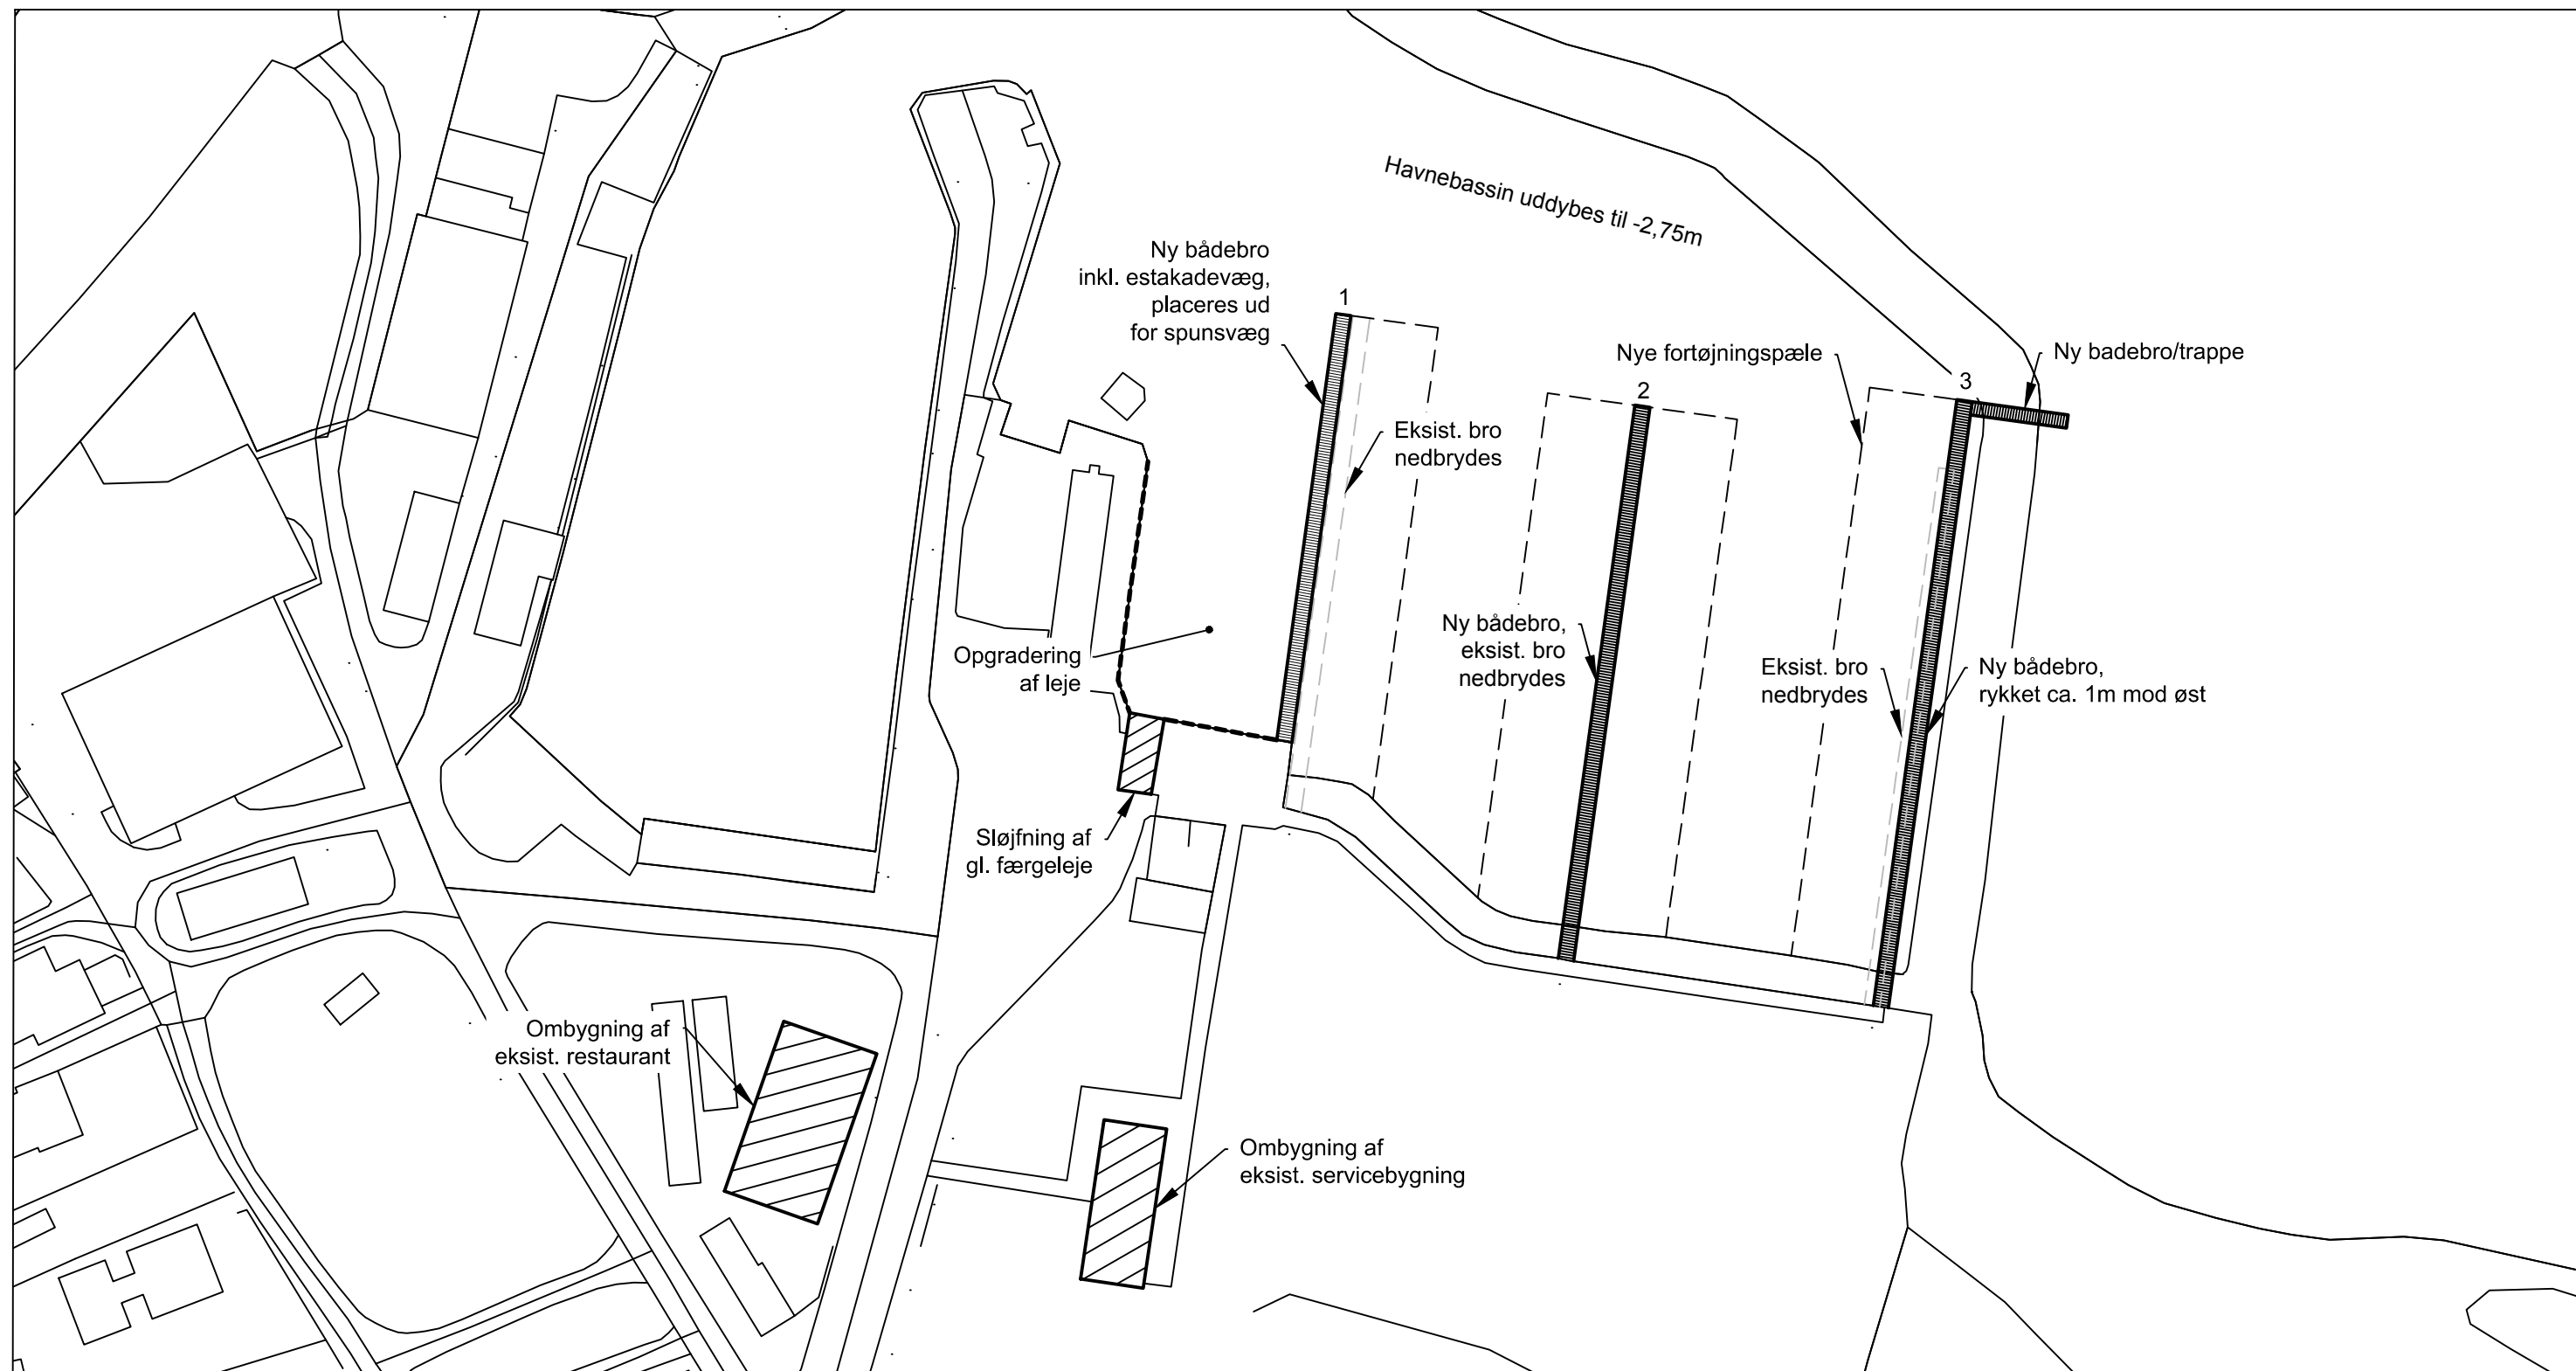 Havnebassin uddybes til -2,75m
Ny bådebro
inkl. estakadevæg,
placeres ud
for spunsvæg
1
Eksist. bro
nedbrydes
Nye fortøjningspæle
2
3
Ny badebro/trappe
Ny bådebro,
eksist. bro
nedbrydes
Eksist. bro
nedbrydes
Ny bådebro,
rykket ca. 1m mod øst
Opgradering
af leje
Sløjfning af
gl. færgeleje
Ombygning af
eksist. restaurant
Ombygning af
eksist. servicebygning